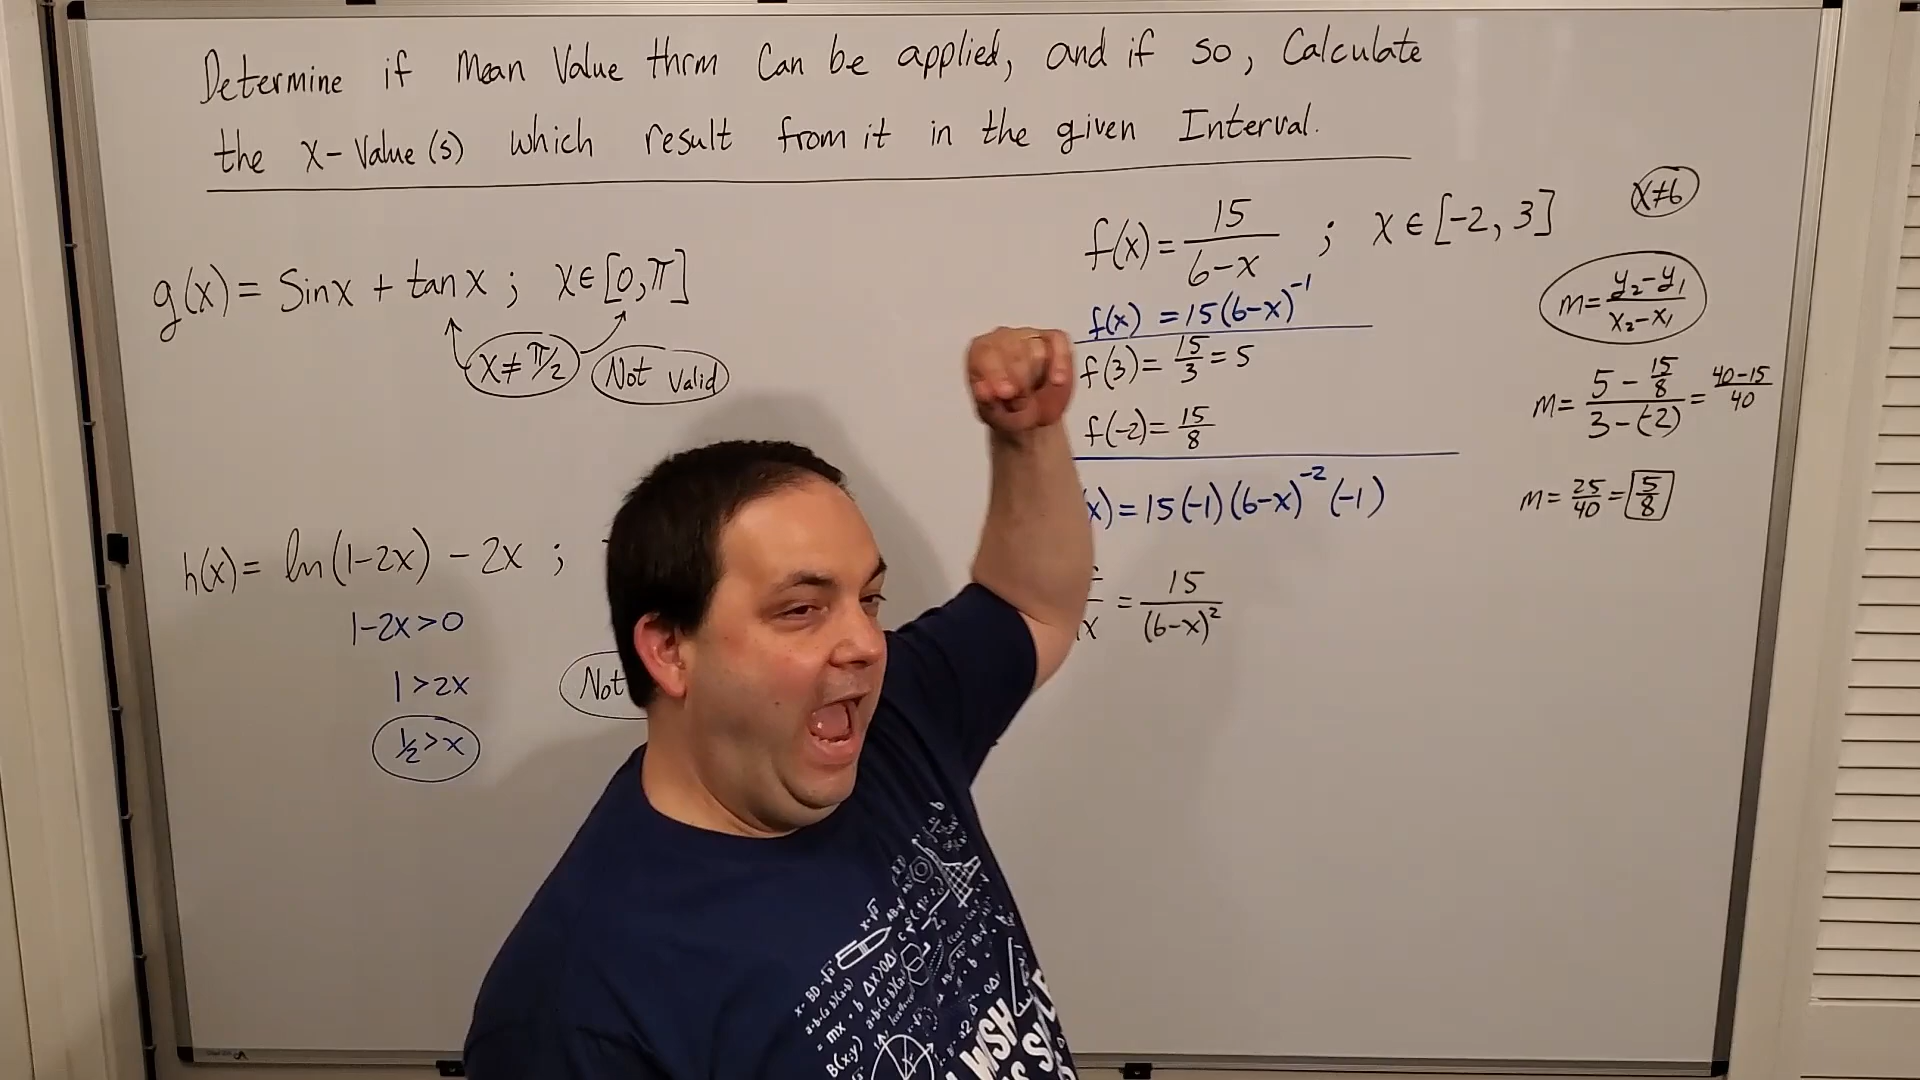 Determine if Mean Value thrm Can be applied, and if so, Calculate
the x-Value(s) which result from it in the given Interval.
g(x) = Sinx + tanx ; x∈[0,π]
x≠π/2
Not valid
h(x) = ln(1-2x) - 2x ;
1-2x>0
1>2x
1/2>x
Not
f(x) = 15/(6-x) ; x∈[-2, 3]
f(x) = 15(6-x)^-1
f(3) = 15/3 = 5
f(-2) = 15/8
x) = 15(-1)(6-x)^-2(-1)
x = 15/(6-x)^2
x≠6
m = (y₂-y₁)/(x₂-x₁)
m = (5 - 15/8)/(3-(-2)) = (40-15)/40
m = 25/40 = 5/8
WISH